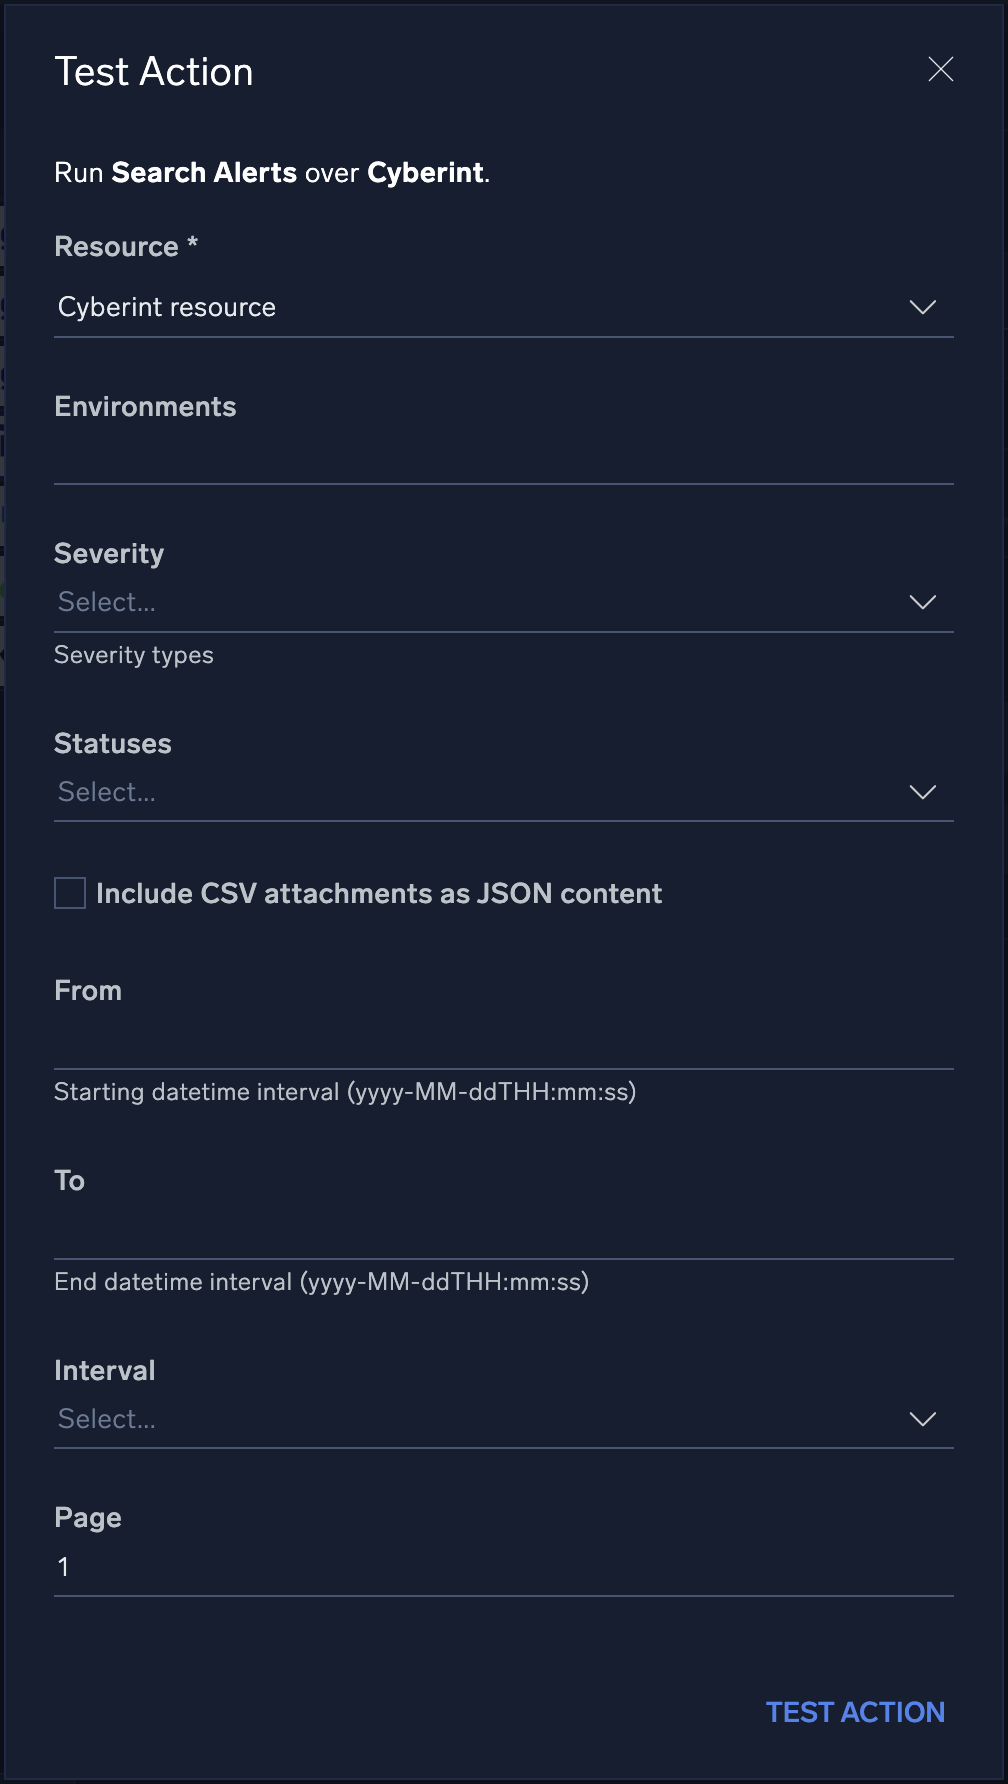 Test Action
Run Search Alerts over Cyberint.
Resource *
Cyberint resource
Environments
Severity
Select...
Severity types
Statuses
Select...
Include CSV attachments as JSON content
From
Starting datetime interval (yyyy-MM-ddTHH:mm:ss)
To
End datetime interval (yyyy-MM-ddTHH:mm:ss)
Interval
Select...
Page
1
TEST ACTION